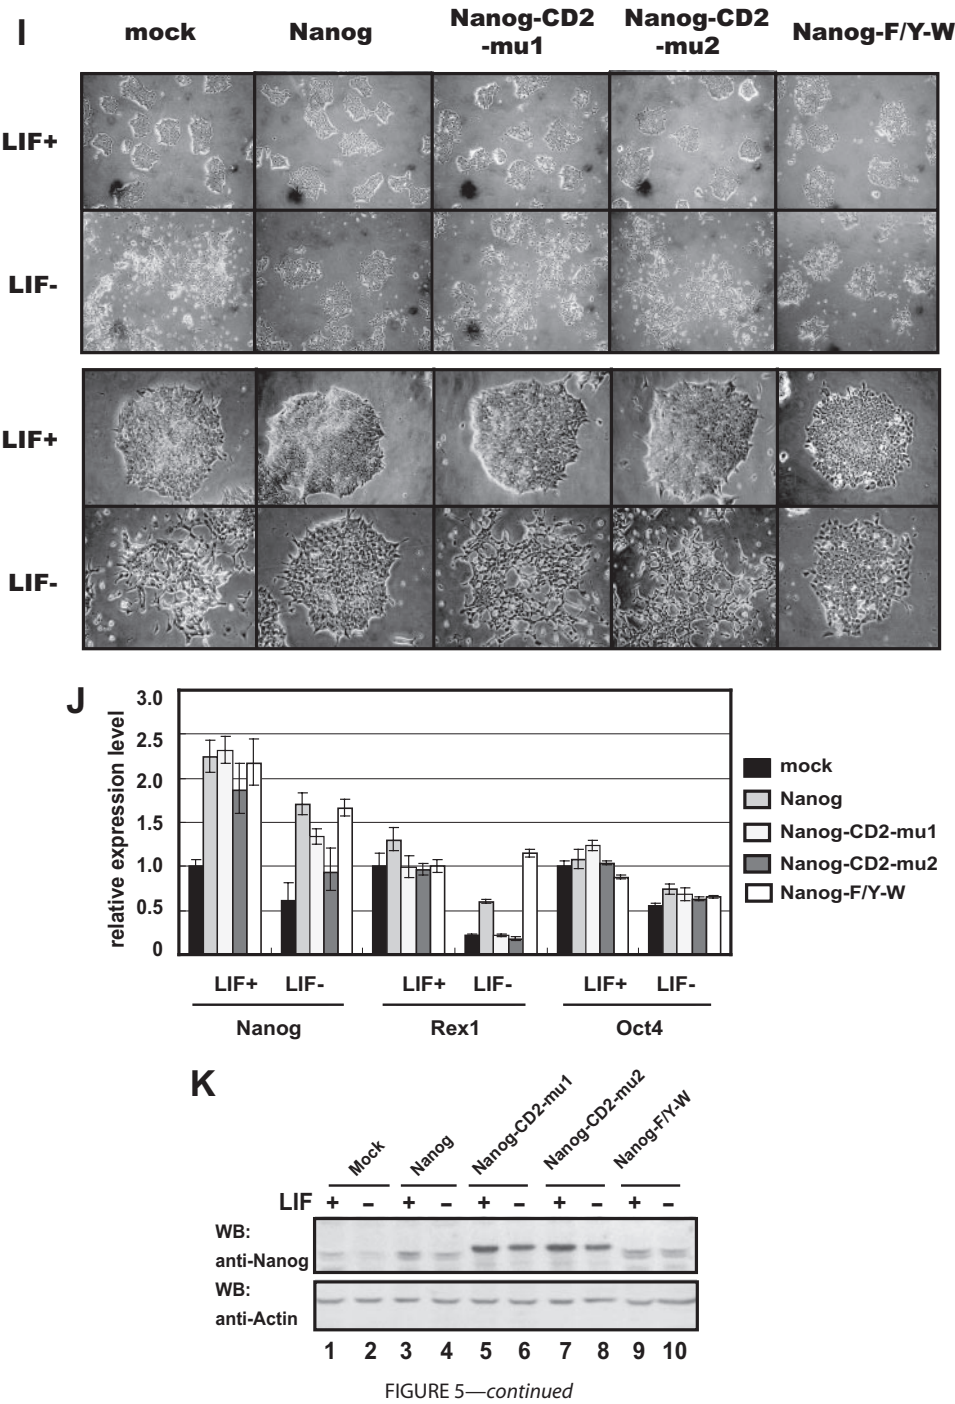 I
mock
Nanog
Nanog-CD2
-mu1
Nanog-CD2
-mu2
Nanog-F/Y-W
LIF+
LIF-
LIF+
LIF-
J
relative expression level
3.0
2.5
2.0
1.5
1.0
0.5
0
mock
Nanog
Nanog-CD2-mu1
Nanog-CD2-mu2
Nanog-F/Y-W
LIF+ LIF- LIF+ LIF- LIF+ LIF-
Nanog Rex1 Oct4
K
Mock
Nanog
Nanog-CD2-mu1
Nanog-CD2-mu2
Nanog-F/Y-W
LIF + - + - + - + - + -
WB:
anti-Nanog
WB:
anti-Actin
1 2 3 4 5 6 7 8 9 10
FIGURE 5—continued